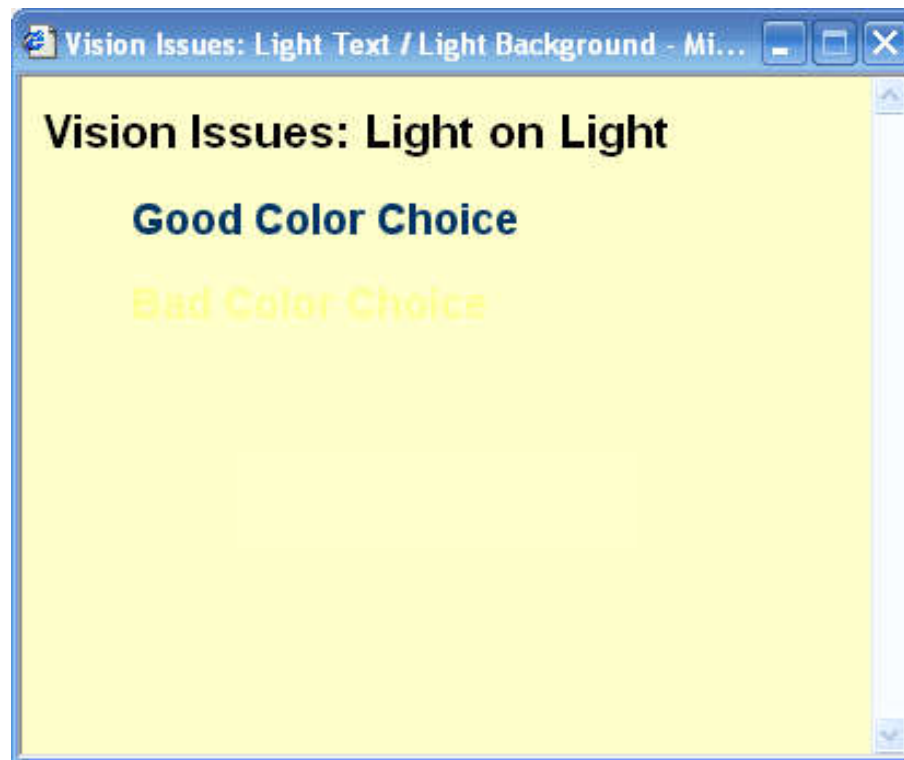 Vision Issues: Light Text / Light Background - Mi...
Vision Issues: Light on Light
Good Color Choice
Bad Color Choice